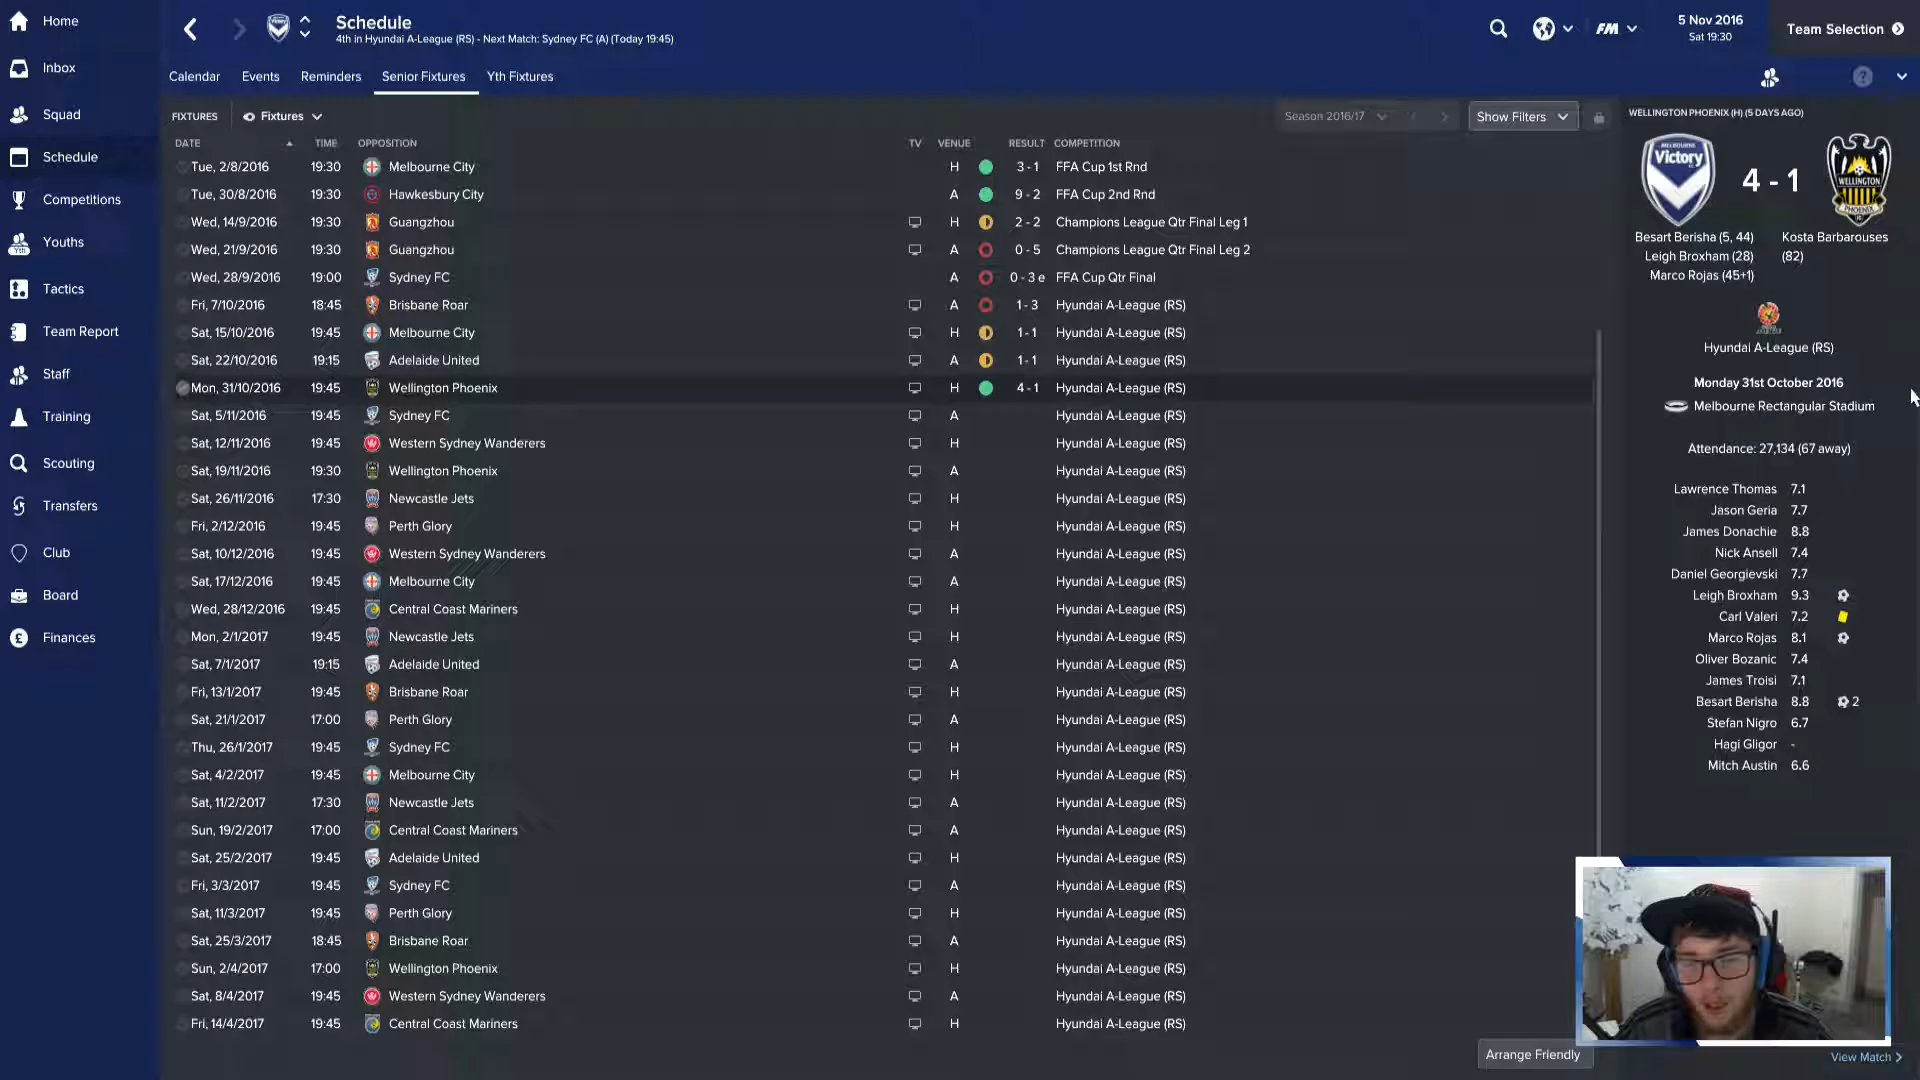 Home
Inbox
Squad
Schedule
Competitions
Youths
Tactics
Team Report
Staff
Training
Scouting
Transfers
Club
Board
Finances
Schedule
4th in Hyundai A-League (RS) - Next Match: Sydney FC (A) (Today 19:45)
FM
5 Nov 2016
Sat 19:30
Team Selection
Calendar Events Reminders Senior Fixtures Yth Fixtures
FIXTURES Fixtures Season 2016/17 Show Filters
DATE TIME OPPOSITION TV VENUE RESULT COMPETITION
Tue, 2/8/2016 19:30 Melbourne City H 3 - 1 FFA Cup 1st Rnd
Tue, 30/8/2016 19:30 Hawkesbury City A 9 - 2 FFA Cup 2nd Rnd
Wed, 14/9/2016 19:30 Guangzhou H 2 - 2 Champions League Qtr Final Leg 1
Wed, 21/9/2016 19:30 Guangzhou A 0 - 5 Champions League Qtr Final Leg 2
Wed, 28/9/2016 19:00 Sydney FC A 0 - 3 e FFA Cup Qtr Final
Fri, 7/10/2016 18:45 Brisbane Roar A 1 - 3 Hyundai A-League (RS)
Sat, 15/10/2016 19:45 Melbourne City H 1 - 1 Hyundai A-League (RS)
Sat, 22/10/2016 19:15 Adelaide United A 1 - 1 Hyundai A-League (RS)
Mon, 31/10/2016 19:45 Wellington Phoenix H 4 - 1 Hyundai A-League (RS)
Sat, 5/11/2016 19:45 Sydney FC A Hyundai A-League (RS)
Sat, 12/11/2016 19:45 Western Sydney Wanderers H Hyundai A-League (RS)
Sat, 19/11/2016 19:30 Wellington Phoenix A Hyundai A-League (RS)
Sat, 26/11/2016 17:30 Newcastle Jets H Hyundai A-League (RS)
Fri, 2/12/2016 19:45 Perth Glory H Hyundai A-League (RS)
Sat, 10/12/2016 19:45 Western Sydney Wanderers A Hyundai A-League (RS)
Sat, 17/12/2016 19:45 Melbourne City A Hyundai A-League (RS)
Wed, 28/12/2016 19:45 Central Coast Mariners H Hyundai A-League (RS)
Mon, 2/1/2017 19:45 Newcastle Jets H Hyundai A-League (RS)
Sat, 7/1/2017 19:15 Adelaide United A Hyundai A-League (RS)
Fri, 13/1/2017 19:45 Brisbane Roar H Hyundai A-League (RS)
Sat, 21/1/2017 17:00 Perth Glory A Hyundai A-League (RS)
Thu, 26/1/2017 19:45 Sydney FC H Hyundai A-League (RS)
Sat, 4/2/2017 19:45 Melbourne City H Hyundai A-League (RS)
Sat, 11/2/2017 17:30 Newcastle Jets A Hyundai A-League (RS)
Sun, 19/2/2017 17:00 Central Coast Mariners A Hyundai A-League (RS)
Sat, 25/2/2017 19:45 Adelaide United H Hyundai A-League (RS)
Fri, 3/3/2017 19:45 Sydney FC A Hyundai A-League (RS)
Sat, 11/3/2017 19:45 Perth Glory H Hyundai A-League (RS)
Sat, 25/3/2017 18:45 Brisbane Roar A Hyundai A-League (RS)
Sun, 2/4/2017 17:00 Wellington Phoenix H Hyundai A-League (RS)
Sat, 8/4/2017 19:45 Western Sydney Wanderers A Hyundai A-League (RS)
Fri, 14/4/2017 19:45 Central Coast Mariners H Hyundai A-League (RS)
Arrange Friendly
WELLINGTON PHOENIX (H) (5 DAYS AGO)
MELBOURNE
Victory
4 - 1
WELLINGTON
PHOENIX
Besart Berisha (5, 44) Kosta Barbarouses
Leigh Broxham (28) (82)
Marco Rojas (45+1)
Hyundai A-League (RS)
Monday 31st October 2016
Melbourne Rectangular Stadium
Attendance: 27,134 (67 away)
Lawrence Thomas 7.1
Jason Geria 7.7
James Donachie 8.8
Nick Ansell 7.4
Daniel Georgievski 7.7
Leigh Broxham 9.3
Carl Valeri 7.2
Marco Rojas 8.1
Oliver Bozanic 7.4
James Troisi 7.1
Besart Berisha 8.8 2
Stefan Nigro 6.7
Hagi Gligor -
Mitch Austin 6.6
View Match